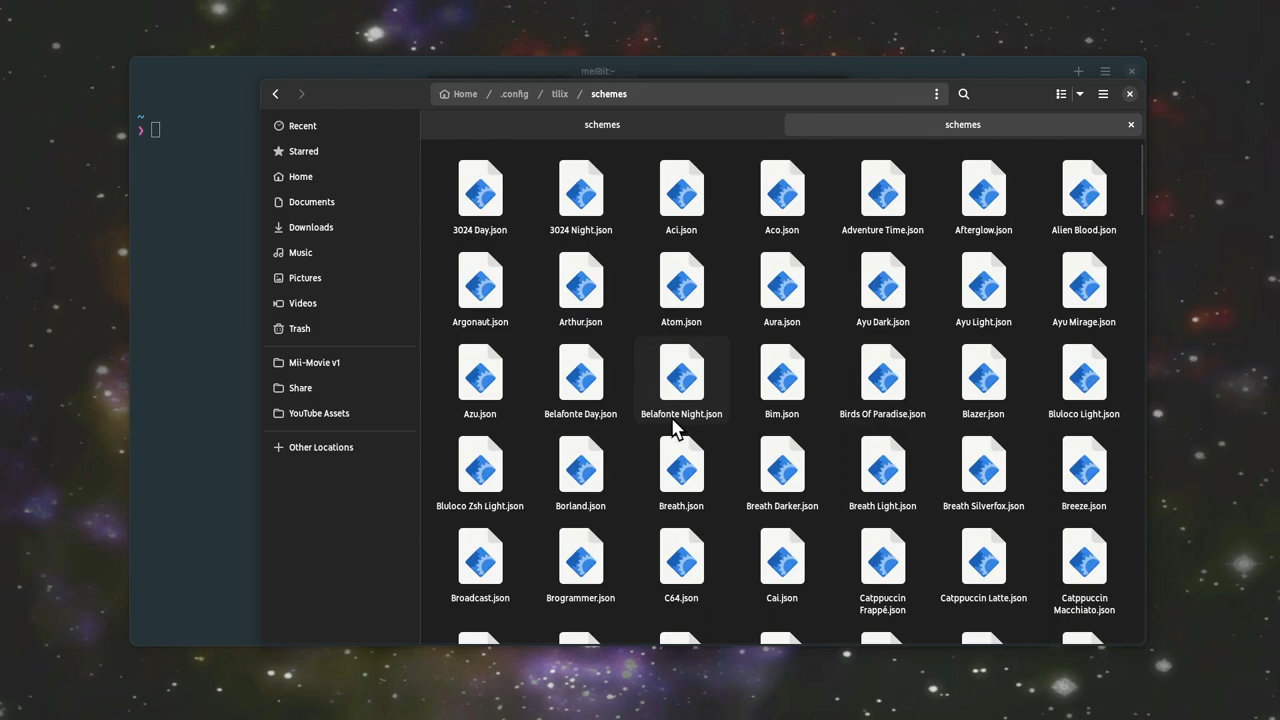 me@it:~
~
❯
Home / .config / tilix / schemes
schemes
schemes
Recent
Starred
Home
Documents
Downloads
Music
Pictures
Videos
Trash
Mii-Movie v1
Share
YouTube Assets
Other Locations
3024 Day.json
3024 Night.json
Aci.json
Aco.json
Adventure Time.json
Afterglow.json
Alien Blood.json
Argonaut.json
Arthur.json
Atom.json
Aura.json
Ayu Dark.json
Ayu Light.json
Ayu Mirage.json
Azu.json
Belafonte Day.json
Belafonte Night.json
Bim.json
Birds Of Paradise.json
Blazer.json
Bluloco Light.json
Bluloco Zsh Light.json
Borland.json
Breath.json
Breath Darker.json
Breath Light.json
Breath Silverfox.json
Breeze.json
Broadcast.json
Brogrammer.json
C64.json
Cai.json
Catppuccin
Frappé.json
Catppuccin Latte.json
Catppuccin
Macchiato.json